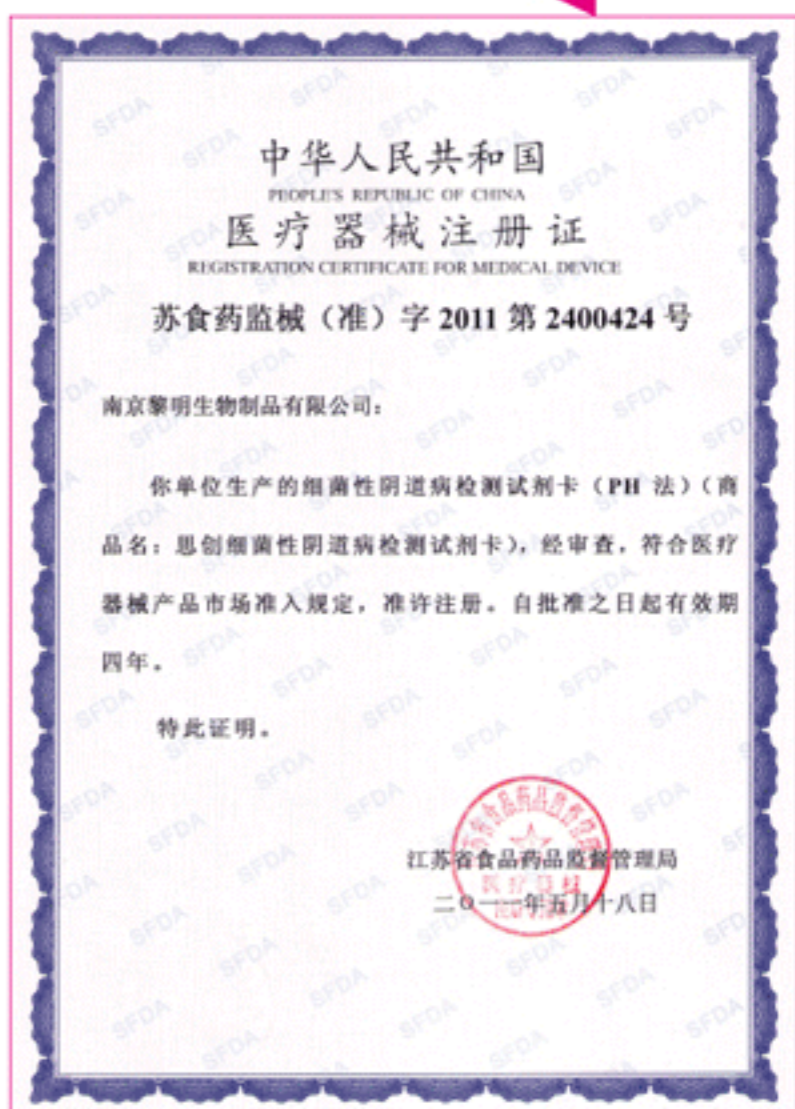 中华人民共和国
PEOPLE'S REPUBLIC OF CHINA
医疗器械注册证
REGISTRATION CERTIFICATE FOR MEDICAL DEVICE
苏食药监械（准）字 2011 第 2400424 号
南京黎明生物制品有限公司：
你单位生产的细菌性阴道病检测试剂卡（PH 法）（商
品名：思创细菌性阴道病检测试剂卡），经审查，符合医疗
器械产品市场准入规定，准许注册。自批准之日起有效期
四年。
特此证明。
江苏省食品药品监督管理局
二〇一一年五月十八日
SFDA